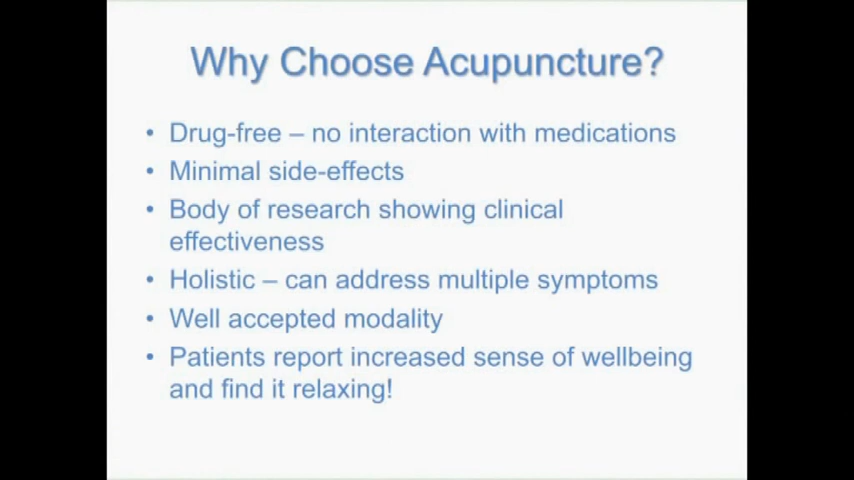 Why Choose Acupuncture?
• Drug-free – no interaction with medications
• Minimal side-effects
• Body of research showing clinical
effectiveness
• Holistic – can address multiple symptoms
• Well accepted modality
• Patients report increased sense of wellbeing
and find it relaxing!